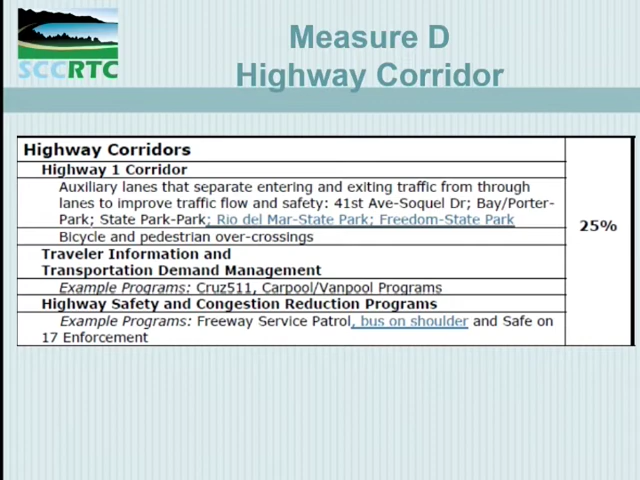 SCCRTC
Measure D
Highway Corridor
Highway Corridors
Highway 1 Corridor
Auxiliary lanes that separate entering and exiting traffic from through
lanes to improve traffic flow and safety: 41st Ave-Soquel Dr; Bay/Porter-
Park; State Park-Park; Rio del Mar-State Park; Freedom-State Park
25%
Bicycle and pedestrian over-crossings
Traveler Information and
Transportation Demand Management
Example Programs: Cruz511, Carpool/Vanpool Programs
Highway Safety and Congestion Reduction Programs
Example Programs: Freeway Service Patrol, bus on shoulder and Safe on
17 Enforcement